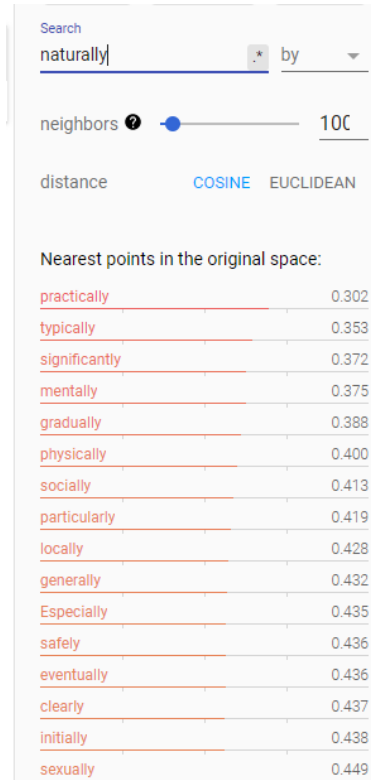 Search
naturally .* by
neighbors ? 100
distance COSINE EUCLIDEAN
Nearest points in the original space:
practically 0.302
typically 0.353
significantly 0.372
mentally 0.375
gradually 0.388
physically 0.400
socially 0.413
particularly 0.419
locally 0.428
generally 0.432
Especially 0.435
safely 0.436
eventually 0.436
clearly 0.437
initially 0.438
sexually 0.449